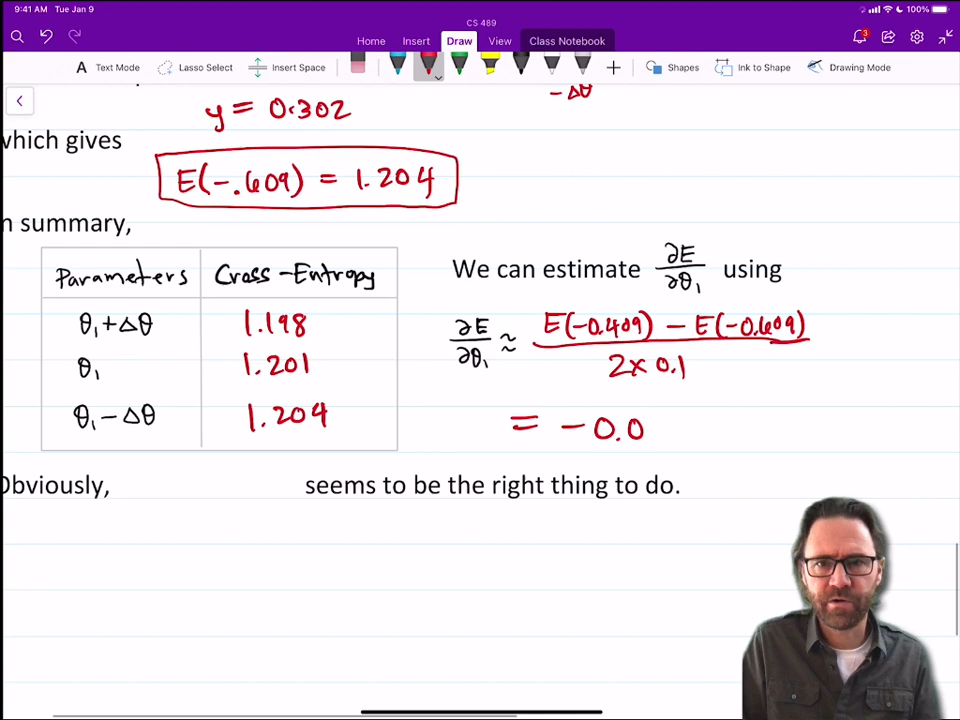 9:41 AM Tue Jan 9
100%
CS 489
Home Insert Draw View Class Notebook
3
Text Mode Lasso Select Insert Space Shapes Ink to Shape Drawing Mode
-Δθ
y = 0.302
which gives
E(-.609) = 1.204
n summary,
Parameters Cross-Entropy
θ₁+Δθ 1.198
θ₁ 1.201
θ₁-Δθ 1.204
We can estimate ∂E/∂θ₁ using
∂E/∂θ₁ ≈ E(-0.409) - E(-0.609) / 2×0.1
= -0.0
Obviously, seems to be the right thing to do.